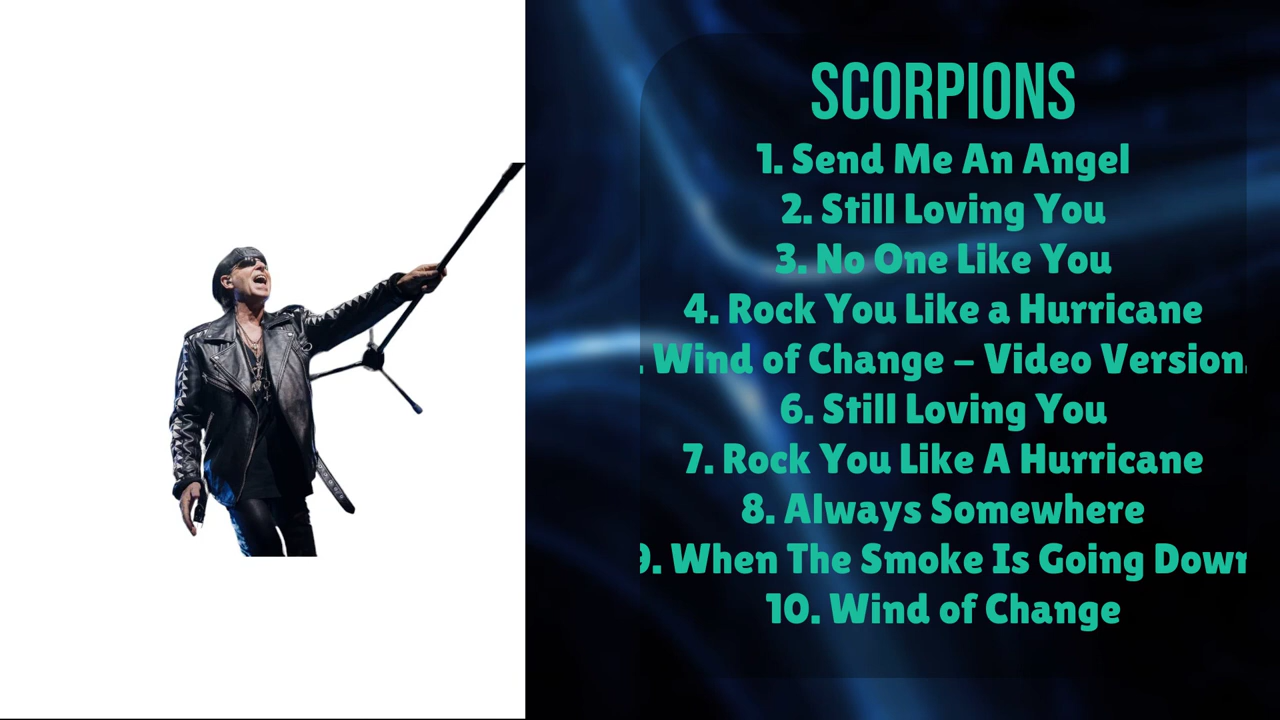 SCORPIONS
1. Send Me An Angel
2. Still Loving You
3. No One Like You
4. Rock You Like a Hurricane
. Wind of Change – Video Version
6. Still Loving You
7. Rock You Like A Hurricane
8. Always Somewhere
9. When The Smoke Is Going Down
10. Wind of Change